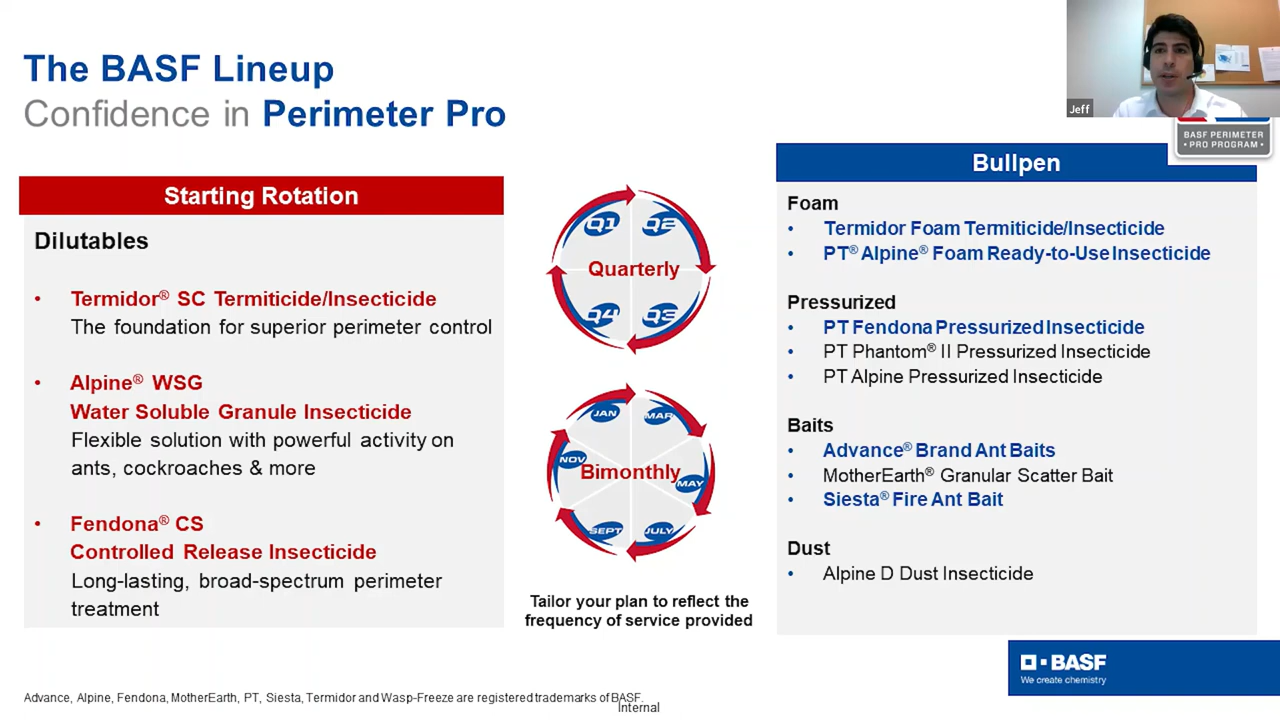 The BASF Lineup
Confidence in Perimeter Pro
Jeff
BASF PERIMETER
• PRO PROGRAM •
Starting Rotation
Dilutables
• Termidor® SC Termiticide/Insecticide
The foundation for superior perimeter control
• Alpine® WSG
Water Soluble Granule Insecticide
Flexible solution with powerful activity on
ants, cockroaches & more
• Fendona® CS
Controlled Release Insecticide
Long-lasting, broad-spectrum perimeter
treatment
Q1 Q2
Quarterly
Q4 Q3
JAN MAR
NOV Bimonthly MAY
SEPT JULY
Tailor your plan to reflect the
frequency of service provided
Bullpen
Foam
• Termidor Foam Termiticide/Insecticide
• PT® Alpine® Foam Ready-to-Use Insecticide
Pressurized
• PT Fendona Pressurized Insecticide
• PT Phantom® II Pressurized Insecticide
• PT Alpine Pressurized Insecticide
Baits
• Advance® Brand Ant Baits
• MotherEarth® Granular Scatter Bait
• Siesta® Fire Ant Bait
Dust
• Alpine D Dust Insecticide
BASF
We create chemistry
Advance, Alpine, Fendona, MotherEarth, PT, Siesta, Termidor and Wasp-Freeze are registered trademarks of BASF.
Internal